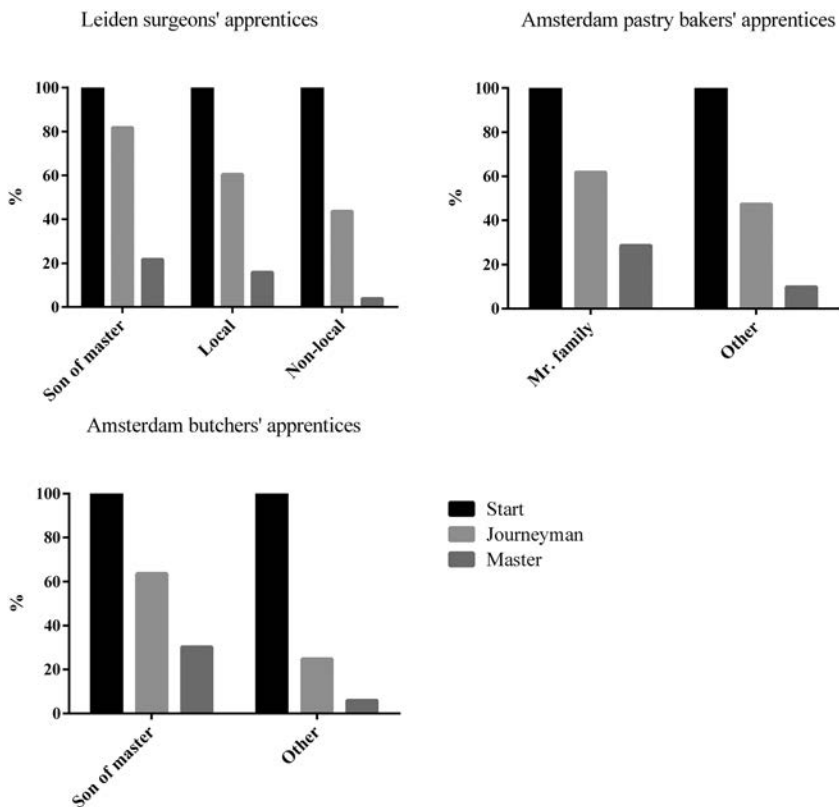 Leiden surgeons' apprentices
100
80
60
40
20
0
%
Son of master
Local
Non-local
Amsterdam pastry bakers' apprentices
100
80
60
40
20
0
%
Mr. family
Other
Amsterdam butchers' apprentices
100
80
60
40
20
0
%
Son of master
Other
Start
Journeyman
Master